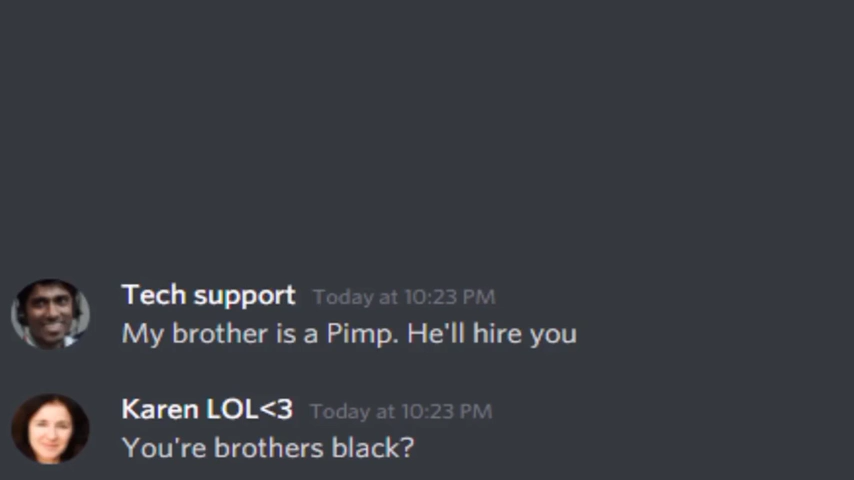 Tech support Today at 10:23 PM
My brother is a Pimp. He'll hire you
Karen LOL<3 Today at 10:23 PM
You're brothers black?